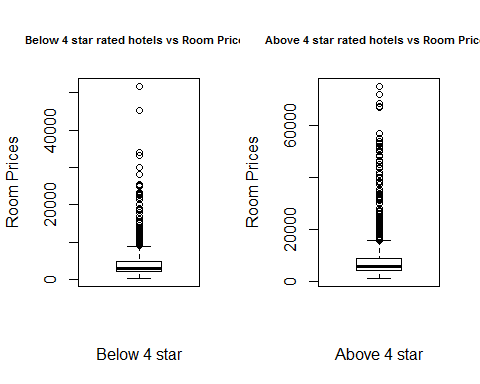 Below 4 star rated hotels vs Room Price
Room Prices
0
20000
40000
Below 4 star
Above 4 star rated hotels vs Room Price
Room Prices
0
20000
60000
Above 4 star